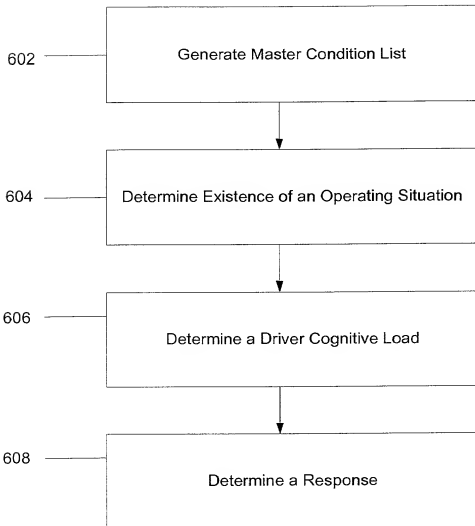 602
Generate Master Condition List
604
Determine Existence of an Operating Situation
606
Determine a Driver Cognitive Load
608
Determine a Response